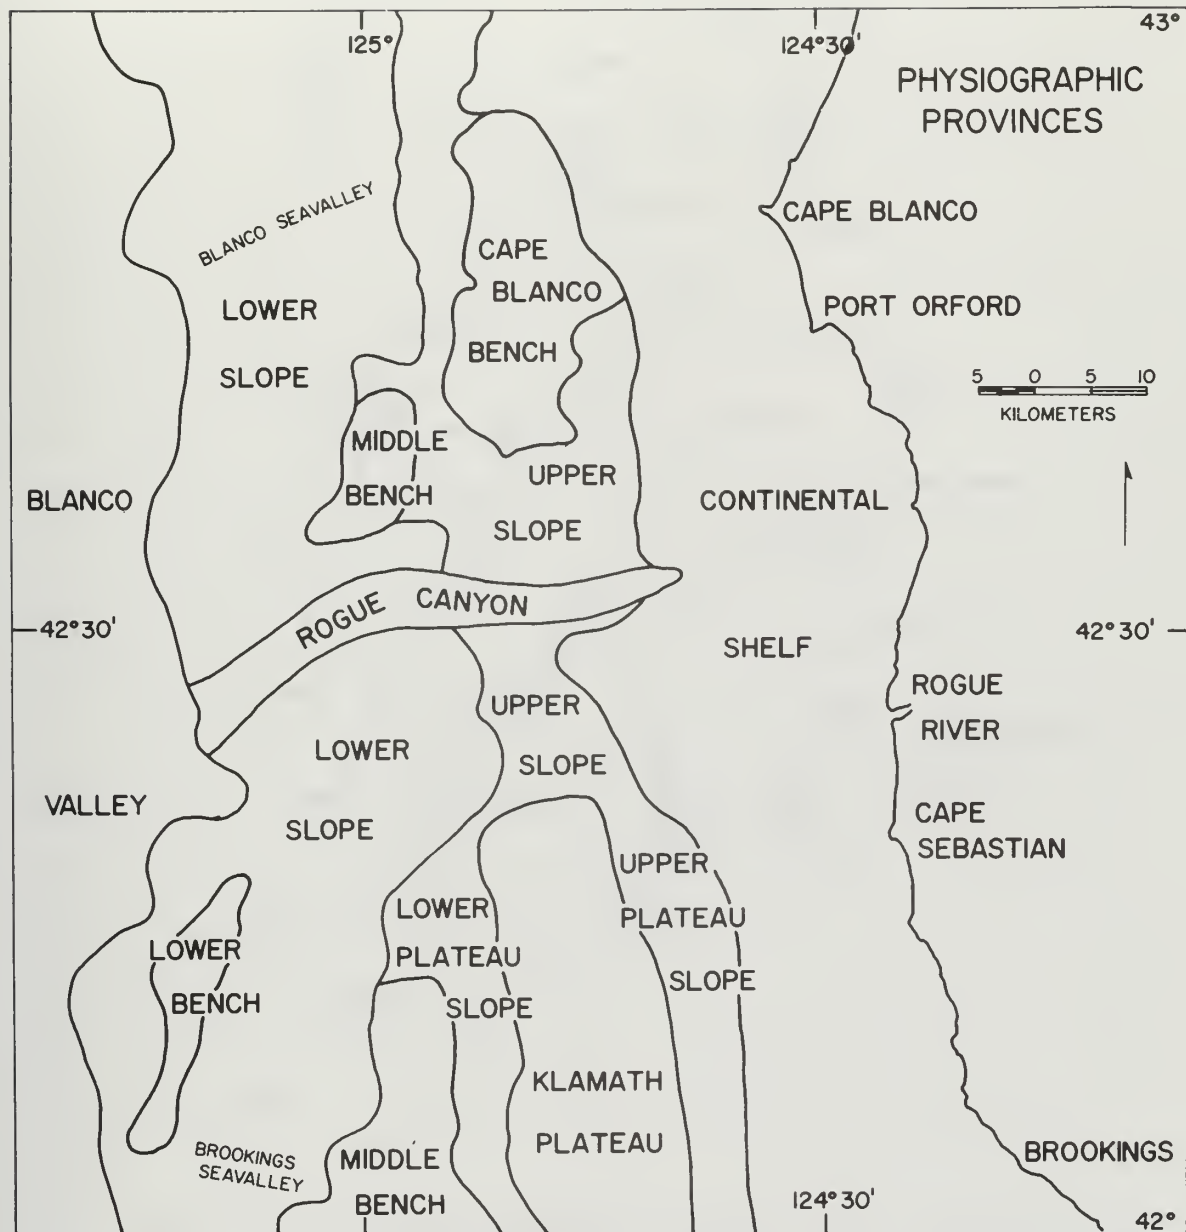 125°
124°30'
43°
PHYSIOGRAPHIC
PROVINCES
BLANCO SEAVALLEY
CAPE BLANCO
CAPE
BLANCO
BENCH
LOWER
SLOPE
PORT ORFORD
5 0 5 10
KILOMETERS
MIDDLE
BENCH
UPPER
SLOPE
BLANCO
CONTINENTAL
ROGUE CANYON
42°30'
42°30'
SHELF
ROGUE
RIVER
UPPER
SLOPE
LOWER
SLOPE
VALLEY
CAPE
SEBASTIAN
UPPER
PLATEAU
SLOPE
LOWER
PLATEAU
SLOPE
LOWER
BENCH
KLAMATH
PLATEAU
BROOKINGS
SEAVALLEY
MIDDLE
BENCH
BROOKINGS
124°30'
42°